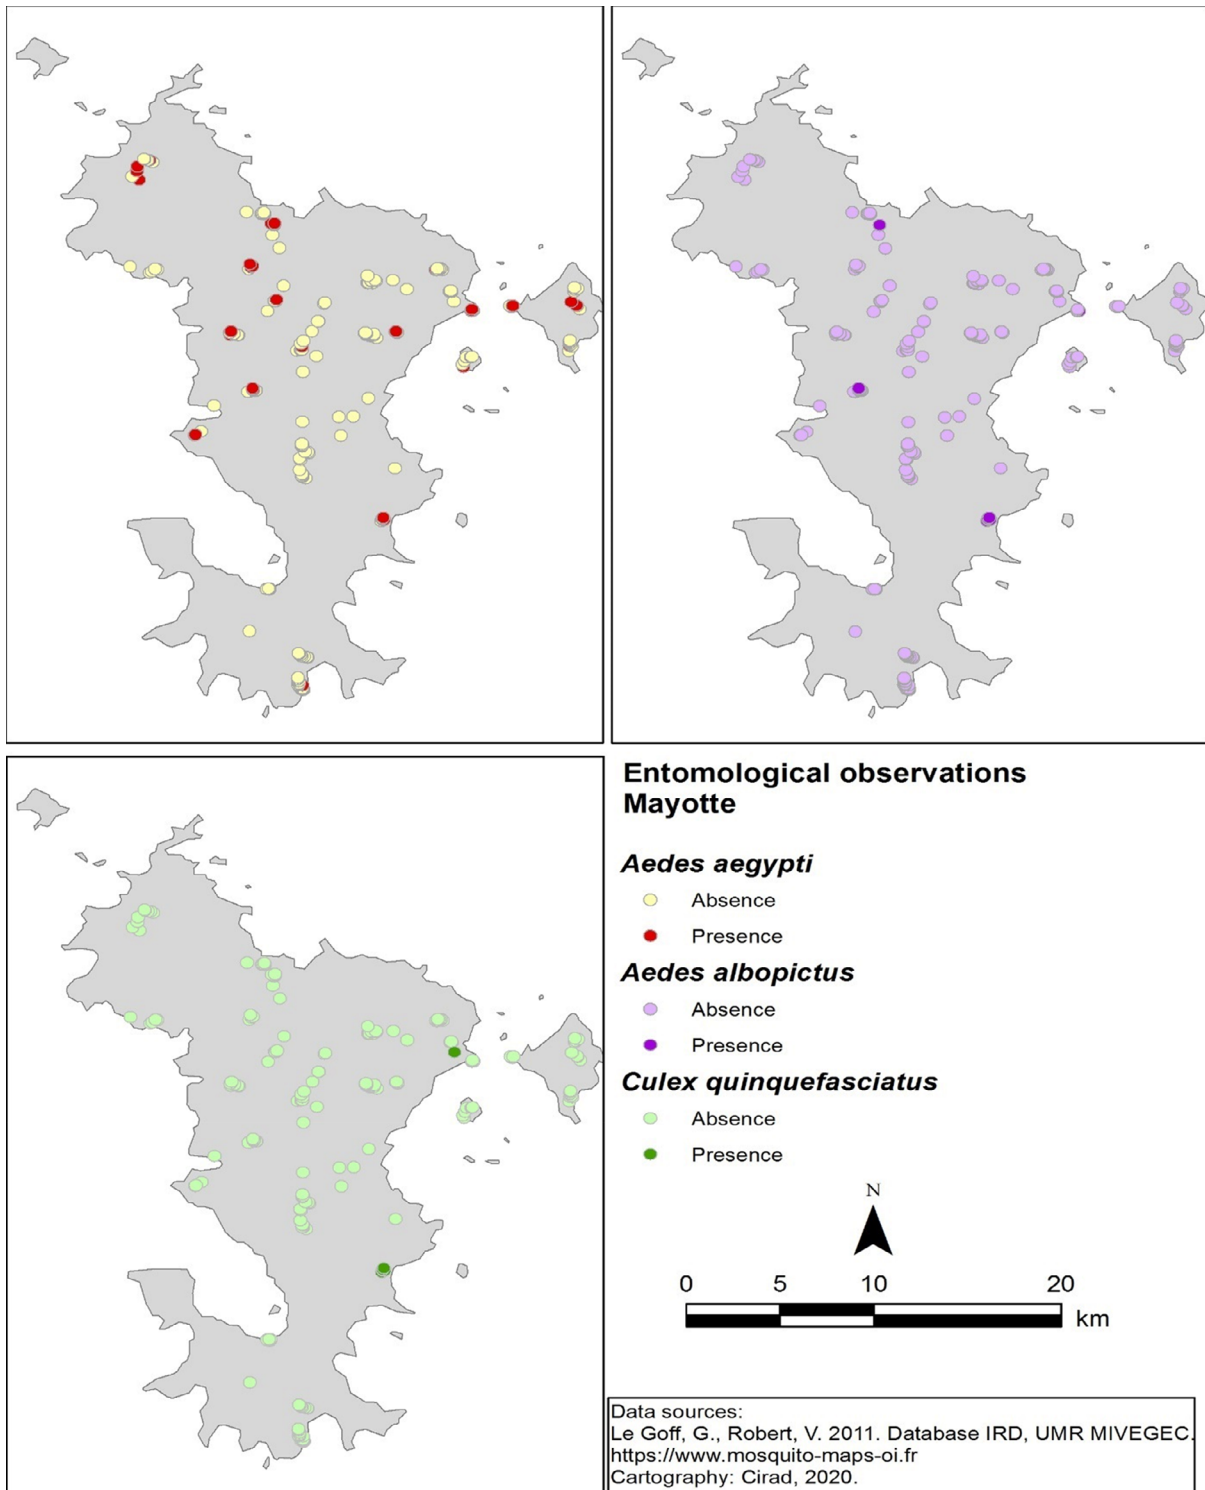 Entomological observations
Mayotte
Aedes aegypti
Absence
Presence
Aedes albopictus
Absence
Presence
Culex quinquefasciatus
Absence
Presence
N
0 5 10 20
km
Data sources:
Le Goff, G., Robert, V. 2011. Database IRD, UMR MIVEGEC.
https://www.mosquito-maps-oi.fr
Cartography: Cirad, 2020.